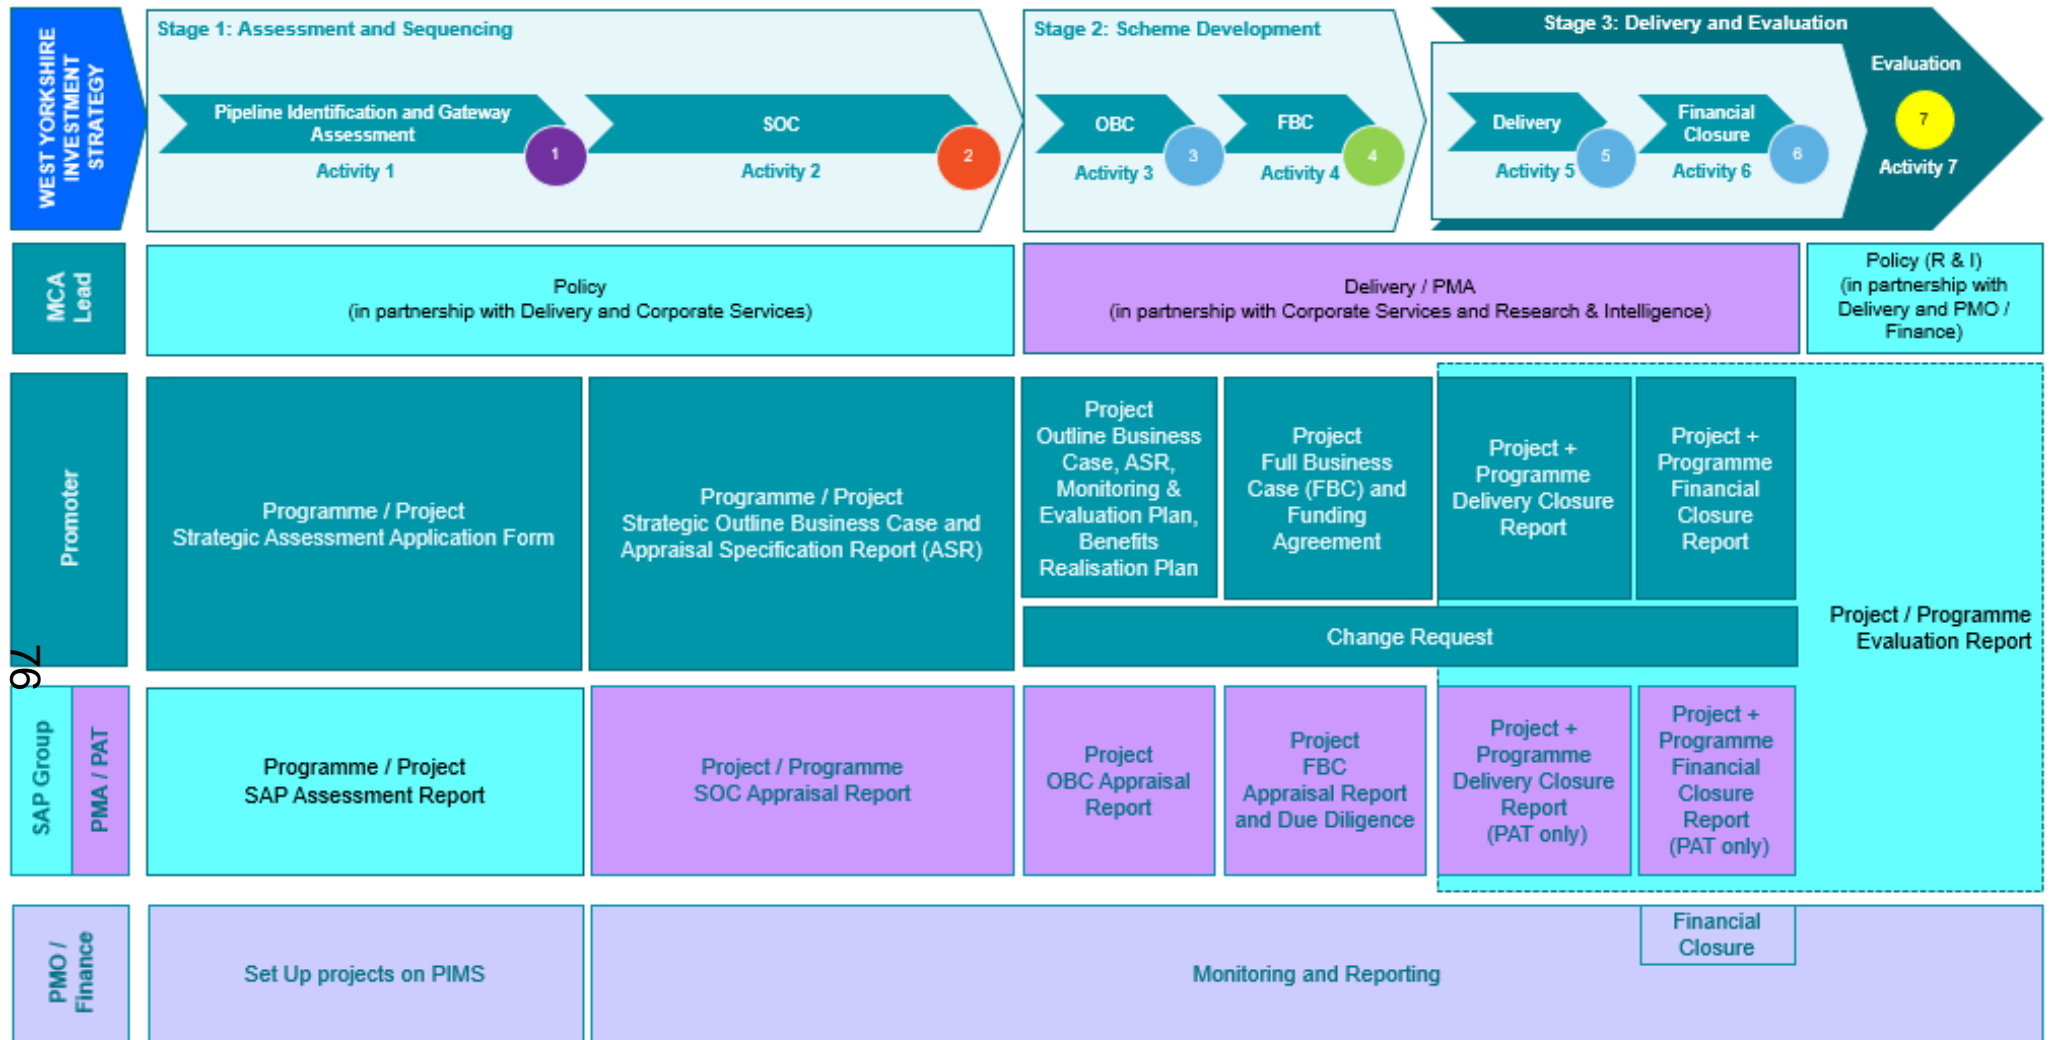 WEST YORKSHIRE
INVESTMENT
STRATEGY
Stage 1: Assessment and Sequencing
Pipeline Identification and Gateway
Assessment
1
Activity 1
SOC
2
Activity 2
Stage 2: Scheme Development
OBC
3
Activity 3
FBC
4
Activity 4
Stage 3: Delivery and Evaluation
Delivery
5
Activity 5
Financial
Closure
6
Activity 6
Evaluation
7
Activity 7
MCA
Lead
Policy
(in partnership with Delivery and Corporate Services)
Delivery / PMA
(in partnership with Corporate Services and Research & Intelligence)
Policy (R & I)
(in partnership with
Delivery and PMO /
Finance)
Promoter
Programme / Project
Strategic Assessment Application Form
Programme / Project
Strategic Outline Business Case and
Appraisal Specification Report (ASR)
Project
Outline Business
Case, ASR,
Monitoring &
Evaluation Plan,
Benefits
Realisation Plan
Project
Full Business
Case (FBC) and
Funding
Agreement
Project +
Programme
Delivery Closure
Report
Project +
Programme
Financial
Closure
Report
Change Request
Project / Programme
Evaluation Report
76
SAP Group
PMA / PAT
Programme / Project
SAP Assessment Report
Project / Programme
SOC Appraisal Report
Project
OBC Appraisal
Report
Project
FBC
Appraisal Report
and Due Diligence
Project +
Programme
Delivery Closure
Report
(PAT only)
Project +
Programme
Financial
Closure
Report
(PAT only)
PMO /
Finance
Set Up projects on PIMS
Monitoring and Reporting
Financial
Closure